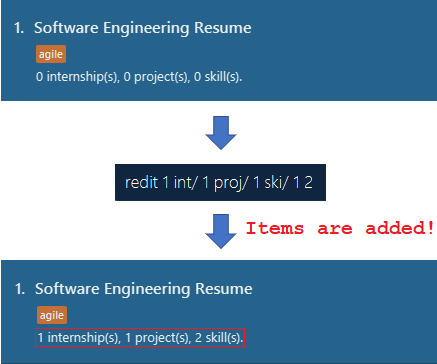 1. Software Engineering Resume
agile
0 internship(s), 0 project(s), 0 skill(s).
redit 1 int/ 1 proj/ 1 ski/ 1 2
Items are added!
1. Software Engineering Resume
agile
1 internship(s), 1 project(s), 2 skill(s).